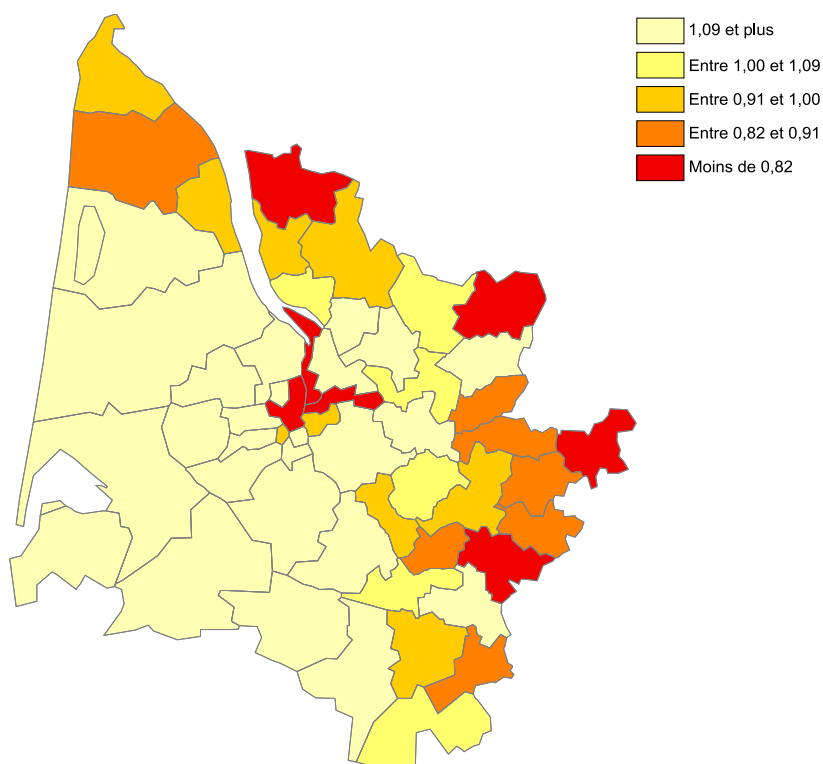 1,09 et plus
Entre 1,00 et 1,09
Entre 0,91 et 1,00
Entre 0,82 et 0,91
Moins de 0,82